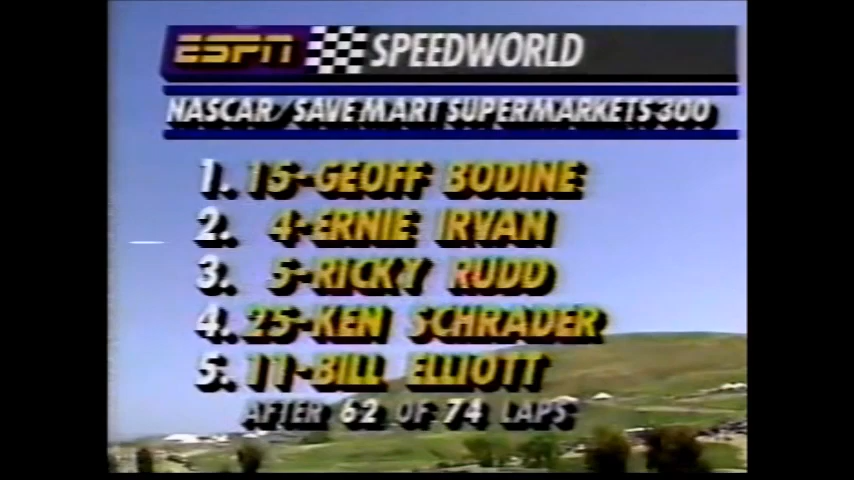 ESPN SPEEDWORLD
NASCAR/SAVE MART SUPERMARKETS 300
1. 15-GEOFF BODINE
2. 4-ERNIE IRVAN
3. 5-RICKY RUDD
4. 25-KEN SCHRADER
5. 11-BILL ELLIOTT
AFTER 62 OF 74 LAPS